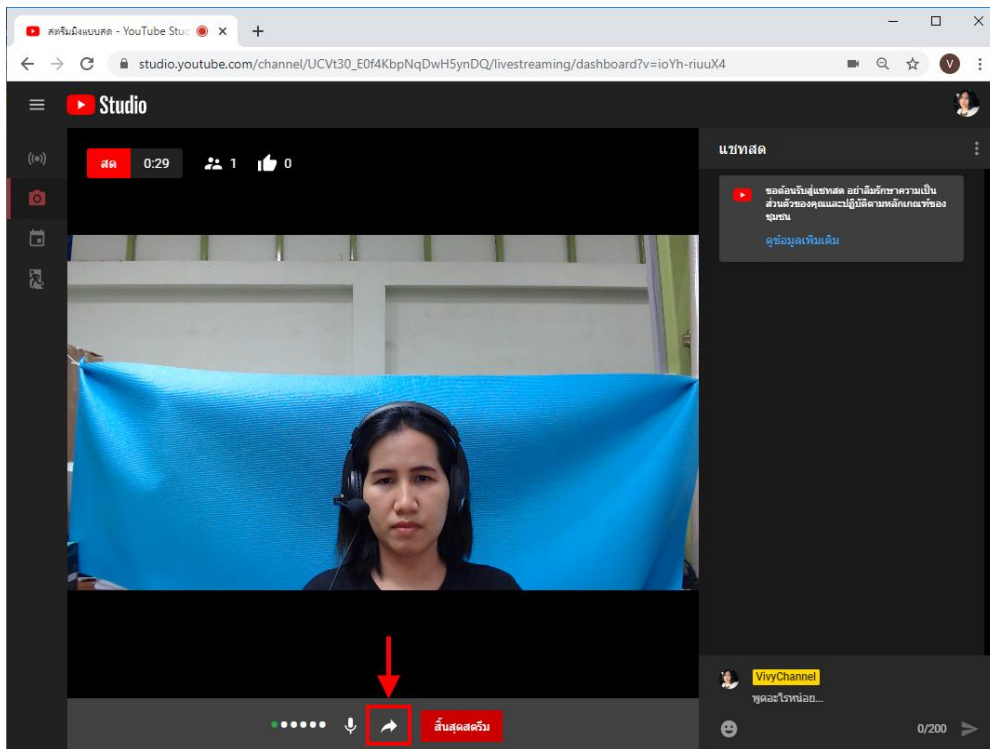 สตรีมมิงแบบสด - YouTube Stud
studio.youtube.com/channel/UCVt30_E0f4KbpNqDwH5ynDQ/livestreaming/dashboard?v=ioYh-riuuX4
V
Studio
สด 0:29 1 0
แชทสด
ขอต้อนรับสู่แชทสด อย่าลืมรักษาความเป็น
ส่วนตัวของคุณและปฏิบัติตามหลักเกณฑ์ของ
ชุมชน
ดูข้อมูลเพิ่มเติม
VivyChannel
พูดอะไรหน่อย...
สิ้นสุดสตรีม
0/200